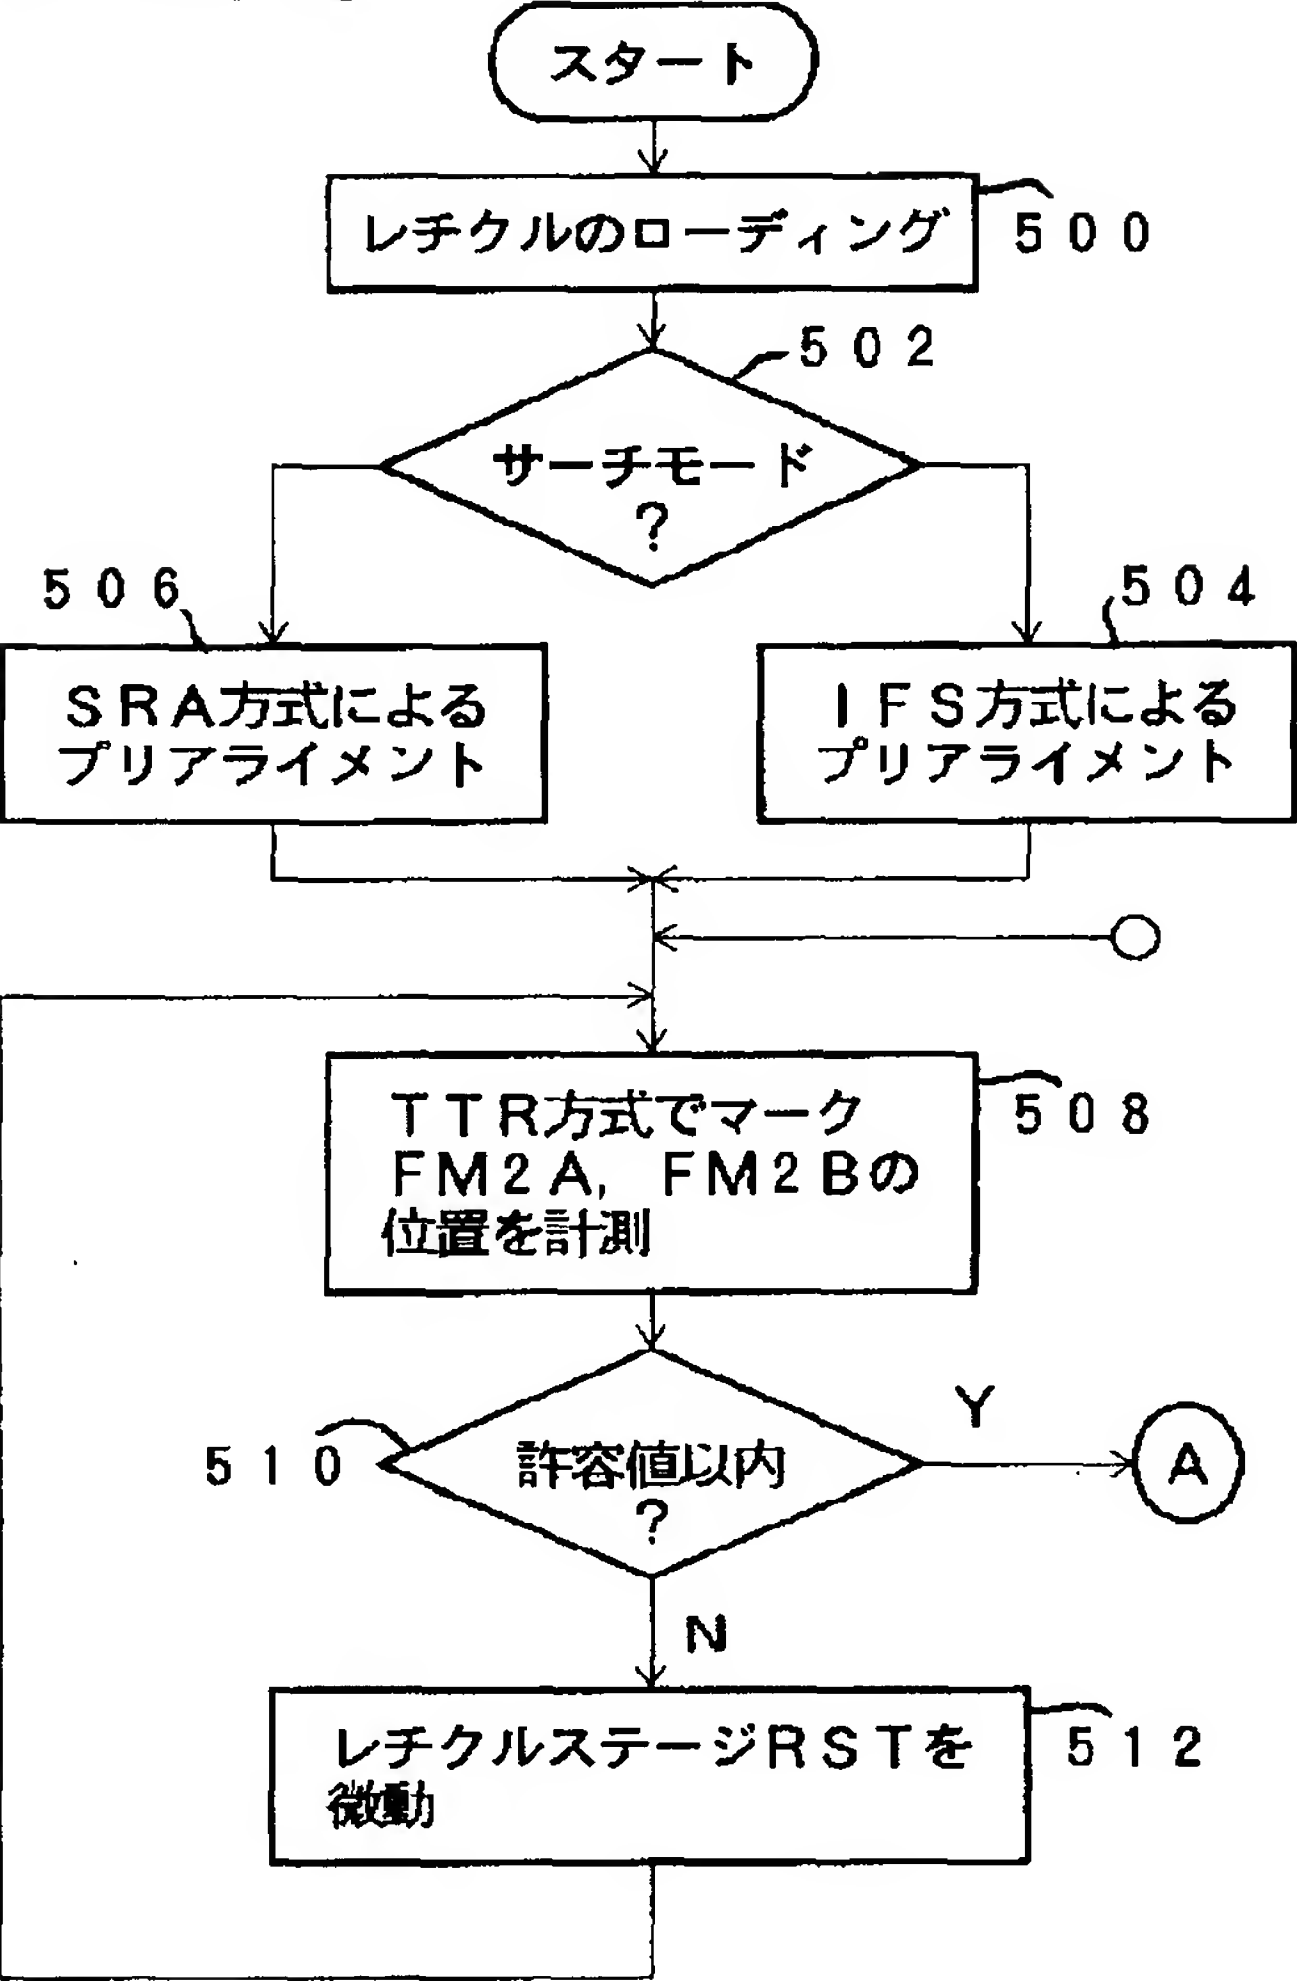 スタート
レチクルのローディング
500
502
サーチモード
?
506
504
SRA方式による
プリアライメント
IFS方式による
プリアライメント
TTR方式でマーク
FM2A, FM2Bの
位置を計測
508
510
許容値以内
?
Y
A
N
レチクルステージRSTを
微動
512